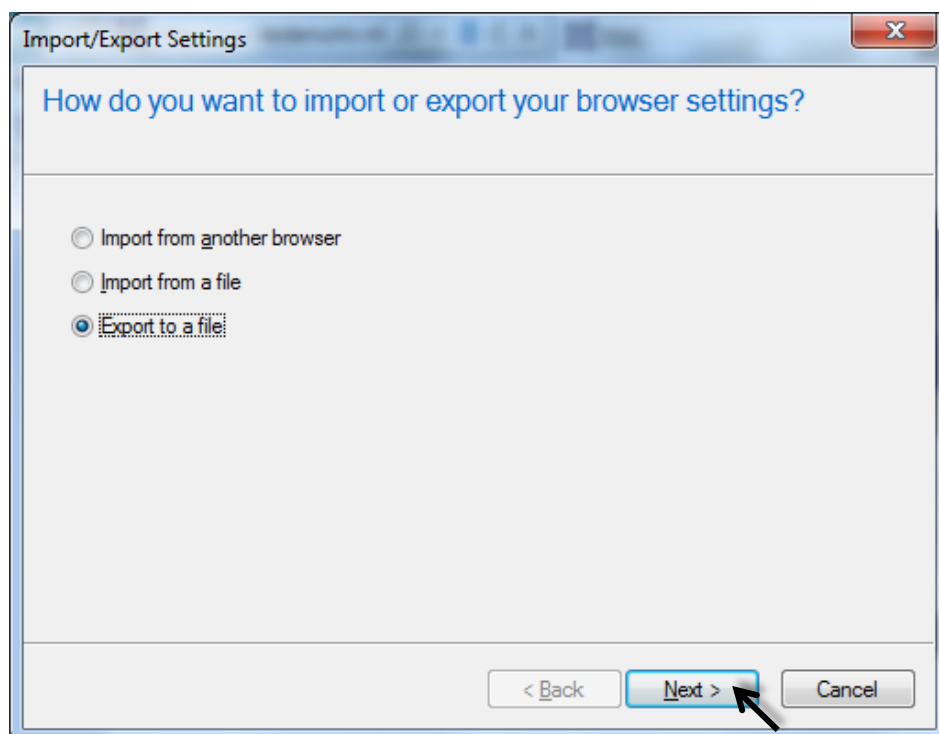 Import/Export Settings
How do you want to import or export your browser settings?
Import from another browser
Import from a file
Export to a file
< Back Next > Cancel